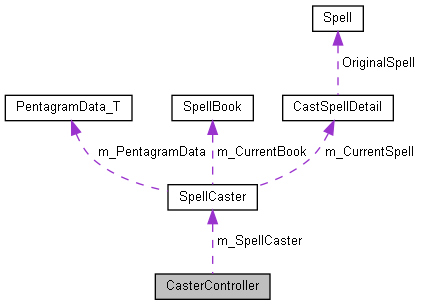 Spell
OriginalSpell
PentagramData_T
SpellBook
CastSpellDetail
m_PentagramData
m_CurrentBook
m_CurrentSpell
SpellCaster
m_SpellCaster
CasterController